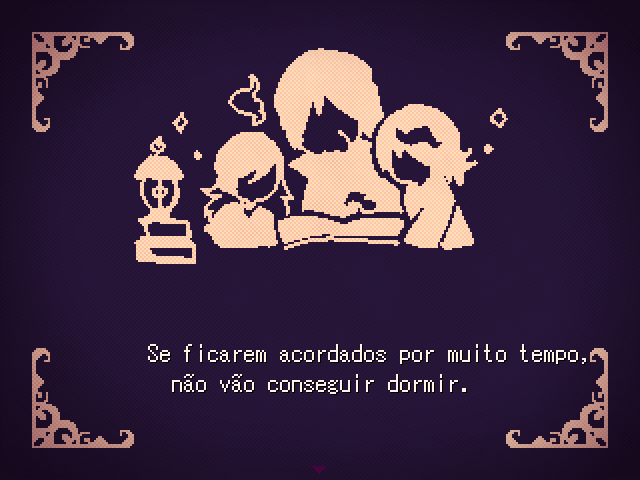 Se ficarem acordados por muito tempo,
não vão conseguir dormir.